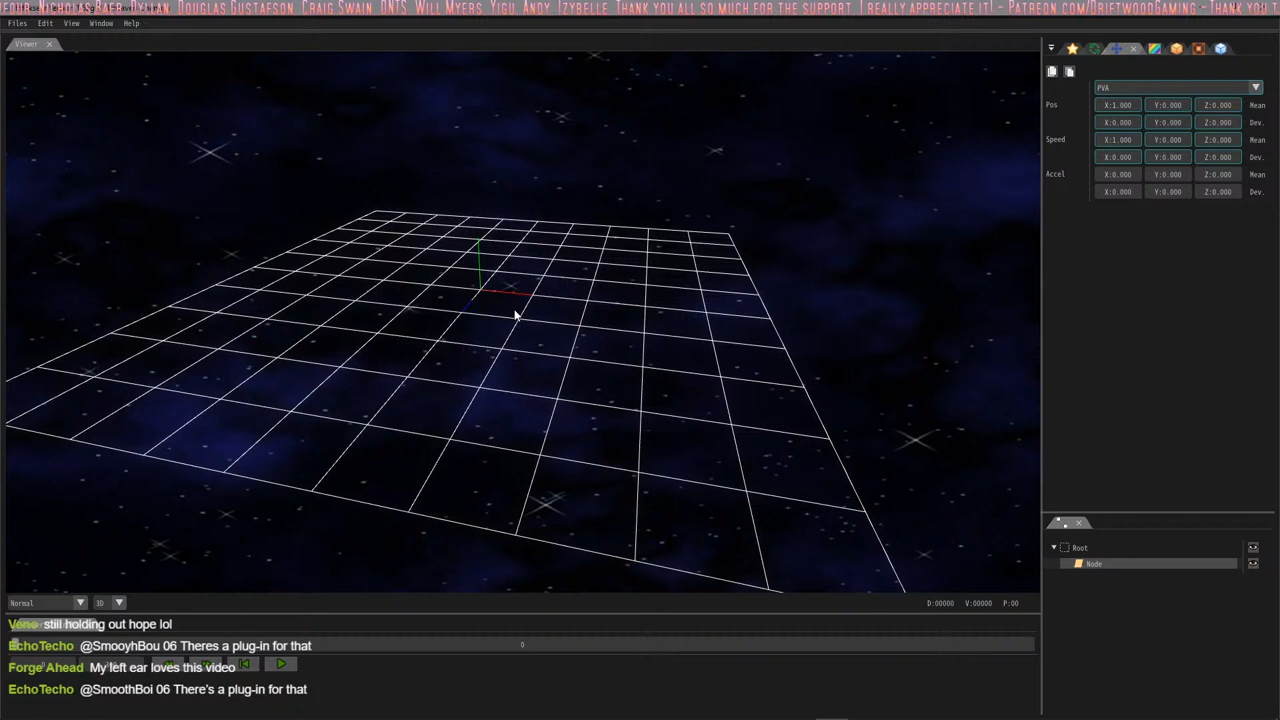 DOUGLAS GUSTAFSON CRAIG SWAIN ONTS WILL MYERS YIGU ANDY ZYBRELLE THANK YOU ALL SO MUCH FOR THE SUPPORT I REALLY APPRECIATE IT! - PATREON.COM/DRIFTWOODGAMING - THANK YOU
Files Edit View Window Help
Viewer
PVA
Pos X:1.000 Y:0.000 Z:0.000 Mean
X:0.000 Y:0.000 Z:0.000 Dev.
Speed X:1.000 Y:0.000 Z:0.000 Mean
X:0.000 Y:0.000 Z:0.000 Dev.
Accel X:0.000 Y:0.000 Z:0.000 Mean
X:0.000 Y:0.000 Z:0.000 Dev.
Root
Node
Normal 3D D:00000 V:00000 P:00
Veno still holding out hope lol
0
EchoTecho @SmooyhBou 06 Theres a plug-in for that
Forge Ahead My left ear loves this video
EchoTecho @SmoothBoi 06 There's a plug-in for that